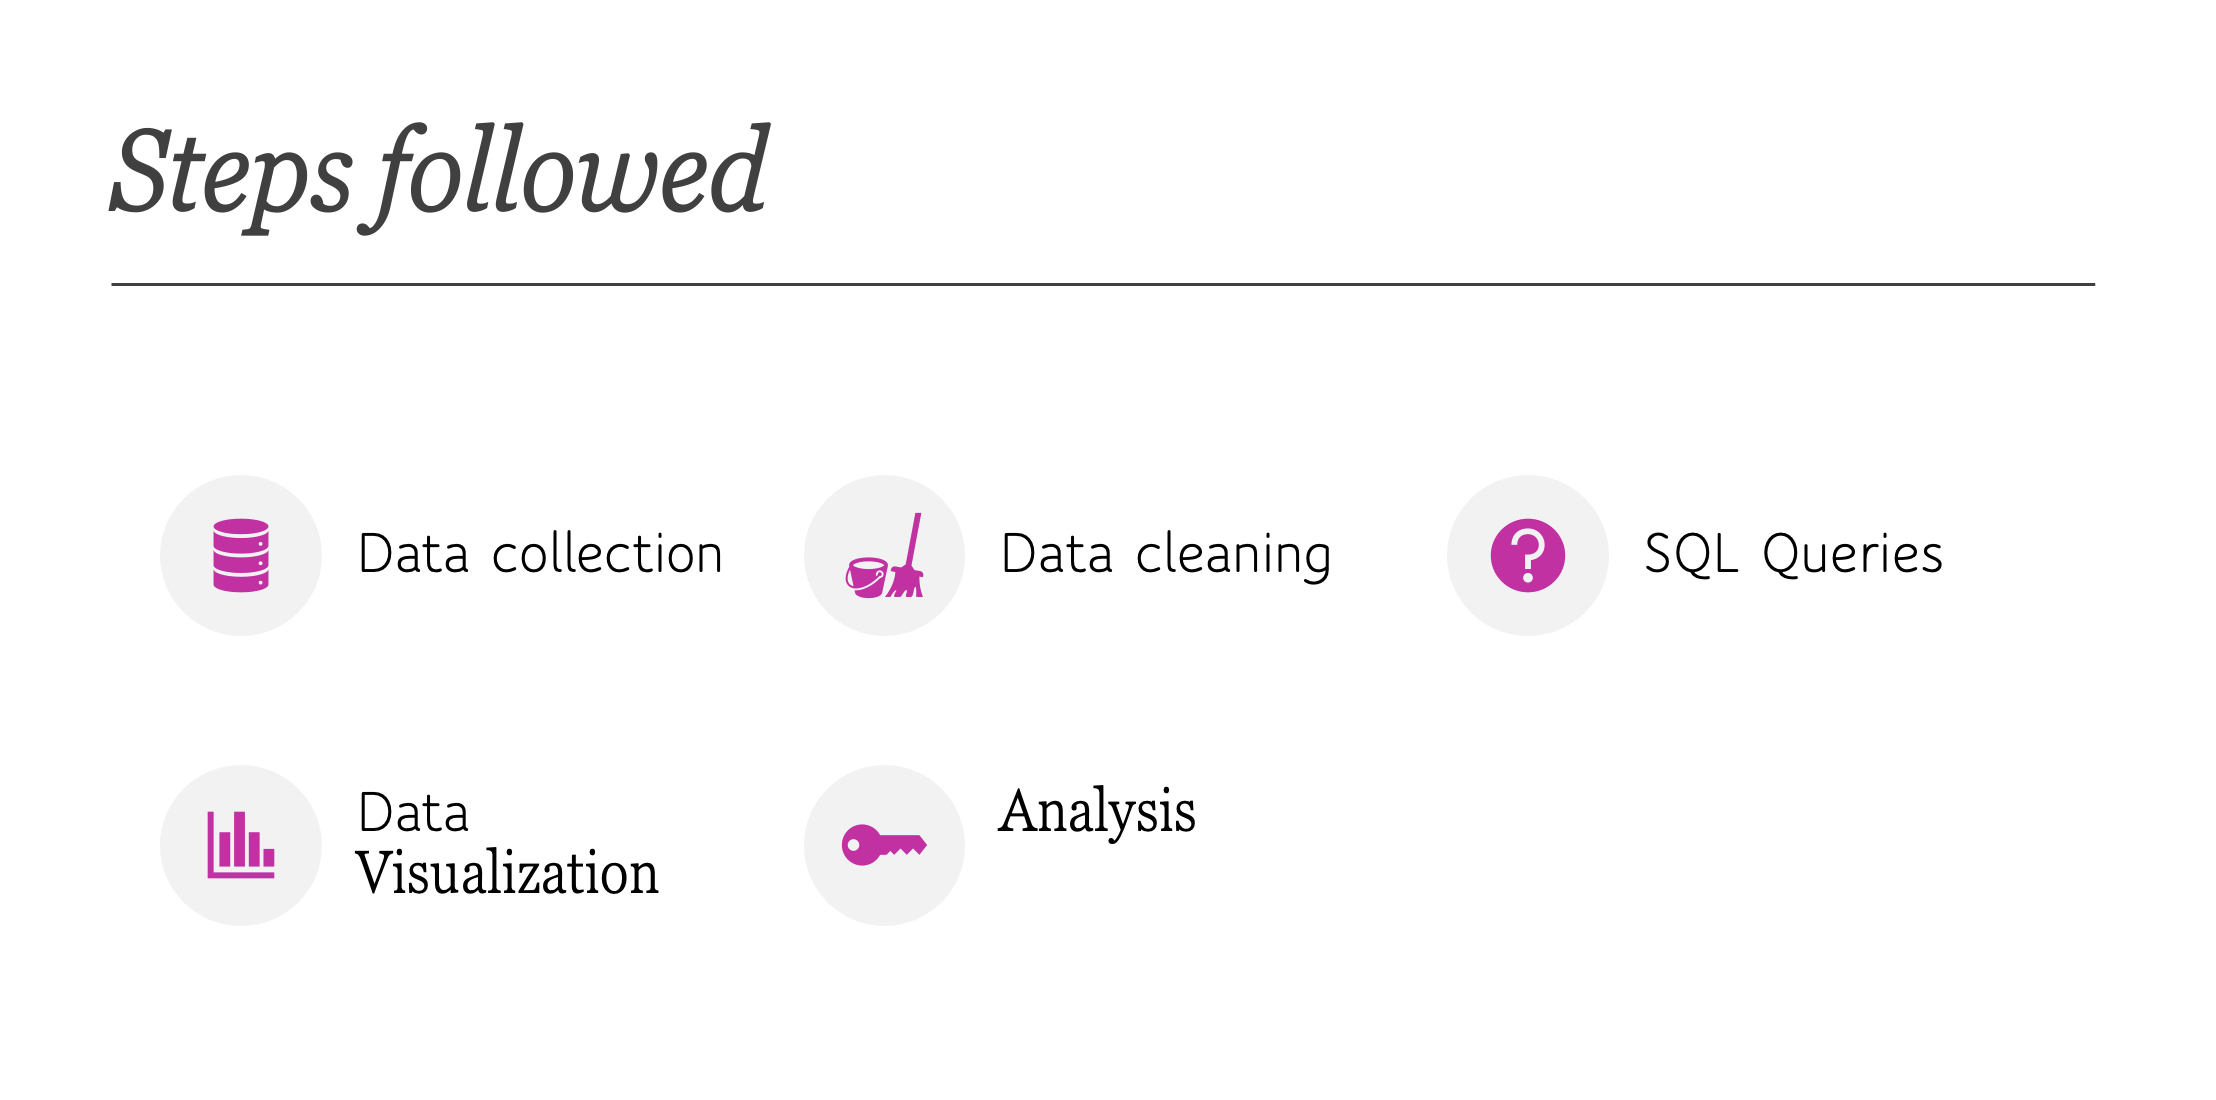 Steps followed
Data collection
Data cleaning
SQL Queries
Data
Visualization
Analysis